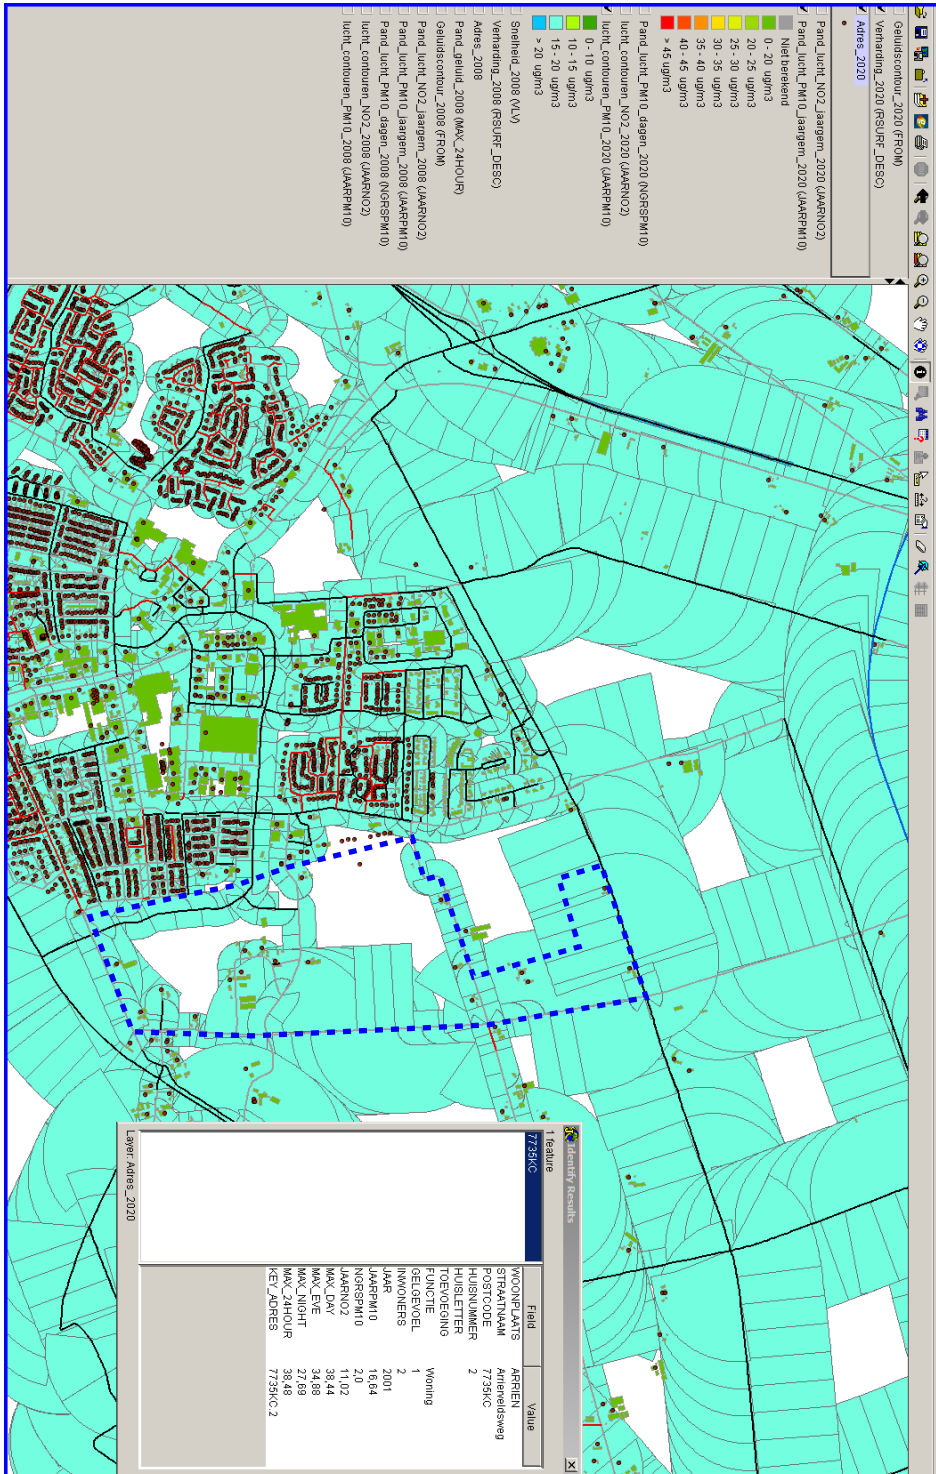 Geluidscontour_2020 (FROM)
Verharding_2020 (RSURF_DESC)
Adres_2020
Pand_lucht_NO2_jaargem_2020 (JAARNO2)
Pand_lucht_PM10_jaargem_2020 (JAARPM10)
Niet berekend
0 - 20 ug/m3
20 - 25 ug/m3
25 - 30 ug/m3
30 - 35 ug/m3
35 - 40 ug/m3
40 - 45 ug/m3
> 45 ug/m3
Pand_lucht_PM10_dagen_2020 (NGRSPM10)
lucht_contouren_NO2_2020 (JAARNO2)
lucht_contouren_PM10_2020 (JAARPM10)
0 - 10 ug/m3
10 - 15 ug/m3
15 - 20 ug/m3
> 20 ug/m3
Snelheid_2008 (VLV)
Verharding_2008 (RSURF_DESC)
Adres_2008
Pand_geluid_2008 (MAX_24HOUR)
Geluidscontour_2008 (FROM)
Pand_lucht_NO2_jaargem_2008 (JAARNO2)
Pand_lucht_PM10_jaargem_2008 (JAARPM10)
Pand_lucht_PM10_dagen_2008 (NGRSPM10)
lucht_contouren_NO2_2008 (JAARNO2)
lucht_contouren_PM10_2008 (JAARPM10)
Identify Results
1 feature
7735KC
Field Value
WOONPLAATS ARRIEN
STRAATNAAM Arrierveldsweg
POSTCODE 7735KC
HUISNUMMER 2
HUISLETTER
TOEVOEGING
FUNCTIE Woning
GELGEVOEL 1
INWONERS 2
JAAR 2001
JAARPM10 16,64
NGRSPM10 2,0
JAARNO2 11,02
MAX_DAY 38,44
MAX_EVE 34,88
MAX_NIGHT 27,69
MAX_24HOUR 38,48
KEY_ADRES 7735KC.2
Layer: Adres_2020